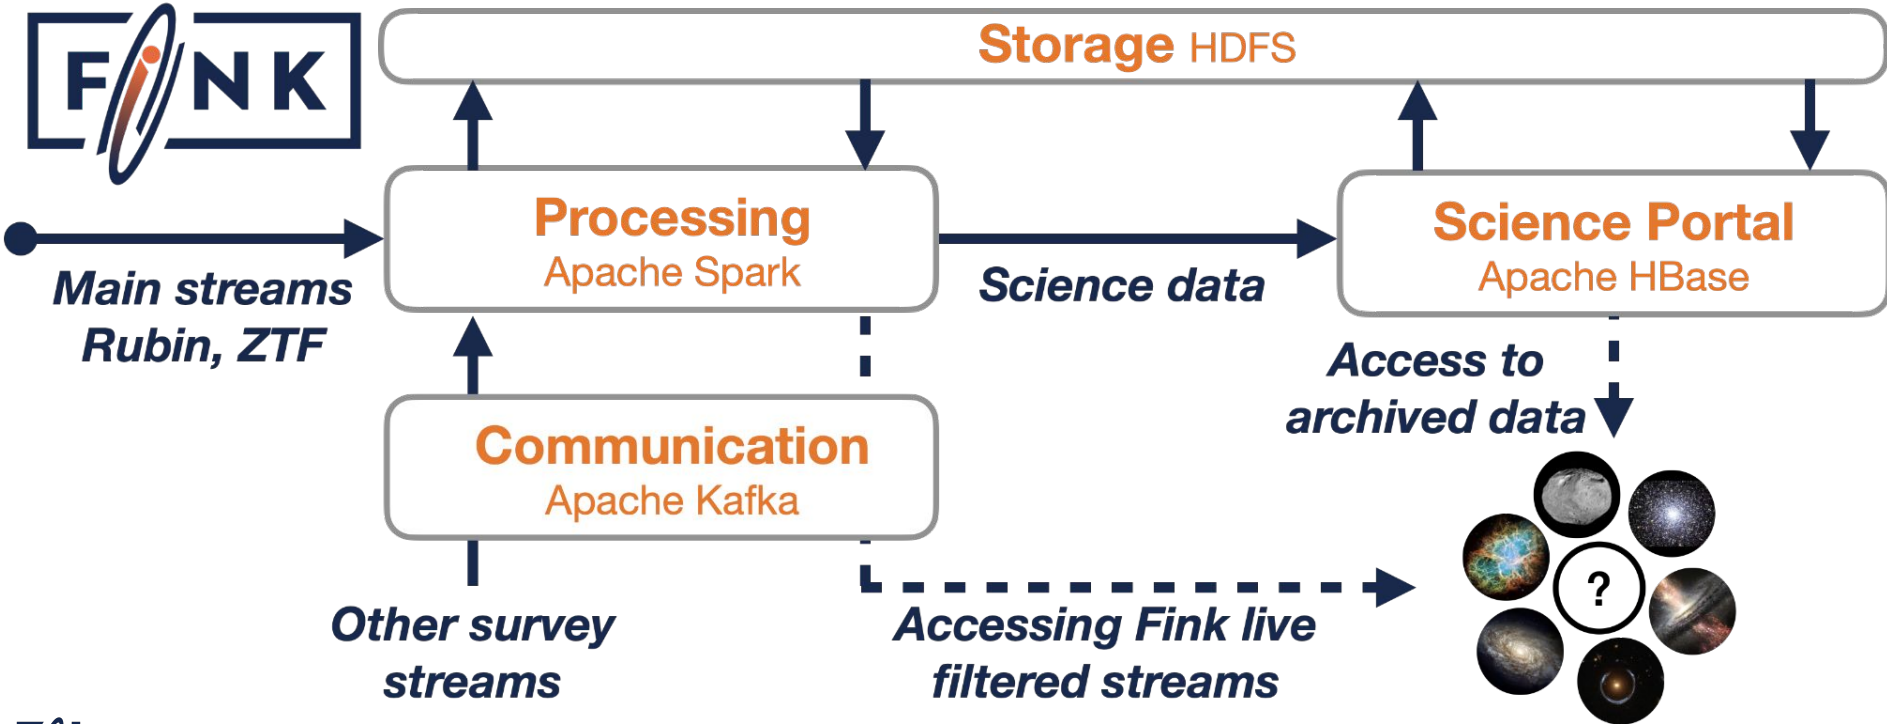 FiNK
Storage HDFS
Processing
Apache Spark
Science Portal
Apache HBase
Main streams
Rubin, ZTF
Science data
Access to
archived data
Communication
Apache Kafka
?
Other survey
streams
Accessing Fink live
filtered streams